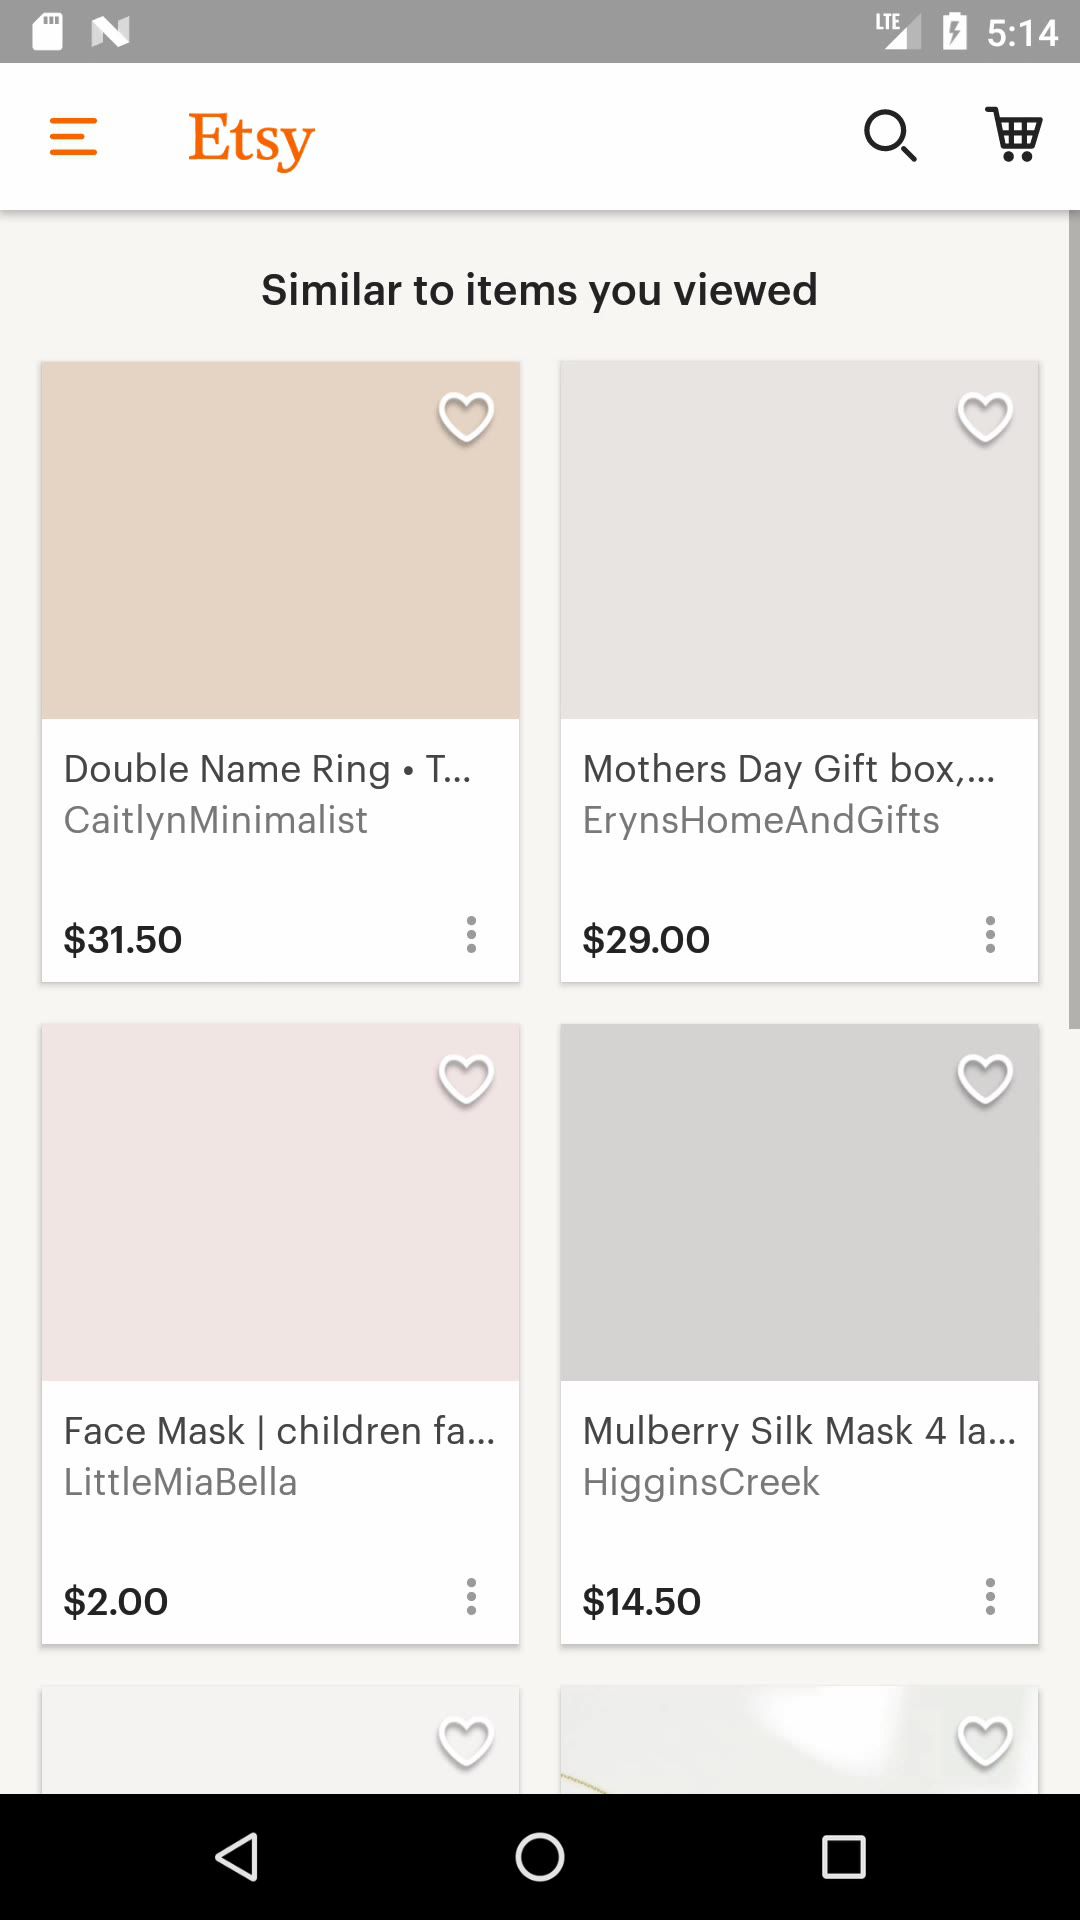 LTE 5:14
Etsy
Similar to items you viewed
Double Name Ring • T...
CaitlynMinimalist
$31.50
Mothers Day Gift box,...
ErynsHomeAndGifts
$29.00
Face Mask | children fa...
LittleMiaBella
$2.00
Mulberry Silk Mask 4 la...
HigginsCreek
$14.50